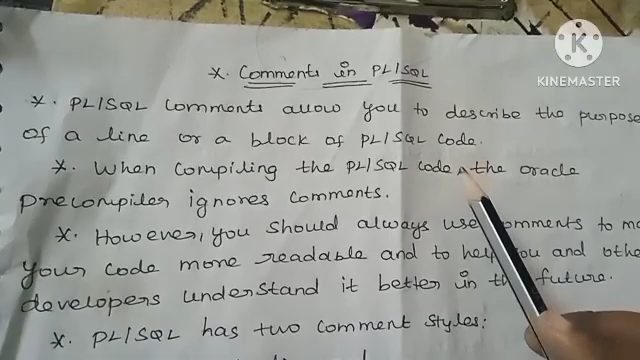 *. Comments in PL/SQL
KINEMASTER
*. PL/SQL Comments allow you to describe the purpose
of a line or a block of PL/SQL code.
*. When compiling the PL/SQL code, the oracle
precompiler ignores comments.
*. However, you should always use comments to
your code more readable and to help you and
developers understand it better in the future.
*. PL/SQL has two comment styles: